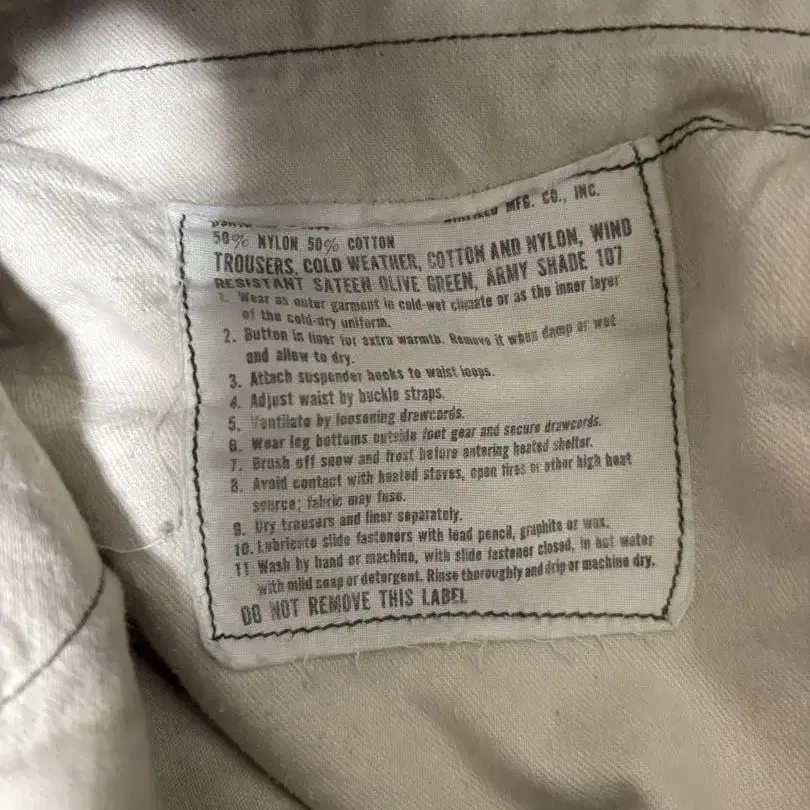 MFG. CO., INC.
50% NYLON 50% COTTON
TROUSERS, COLD WEATHER, COTTON AND NYLON, WIND
RESISTANT SATEEN OLIVE GREEN, ARMY SHADE 107
1. Wear as outer garment in cold-wet climate or as the inner layer
of the cold-dry uniform.
2. Button in liner for extra warmth. Remove it when damp or wet
and allow to dry.
3. Attach suspender hooks to waist loops.
4. Adjust waist by buckle straps.
5. Ventilate by loosening drawcords.
6. Wear leg bottoms outside foot gear and secure drawcords.
7. Brush off snow and frost before entering heated shelter.
8. Avoid contact with heated stoves, open fires or other high heat
source; fabric may fuse.
9. Dry trousers and liner separately.
10. Lubricate slide fasteners with lead pencil, graphite or wax.
11 Wash by hand or machine, with slide fastener closed, in hot water
with mild soap or detergent. Rinse thoroughly and drip or machine dry.
DO NOT REMOVE THIS LABEL